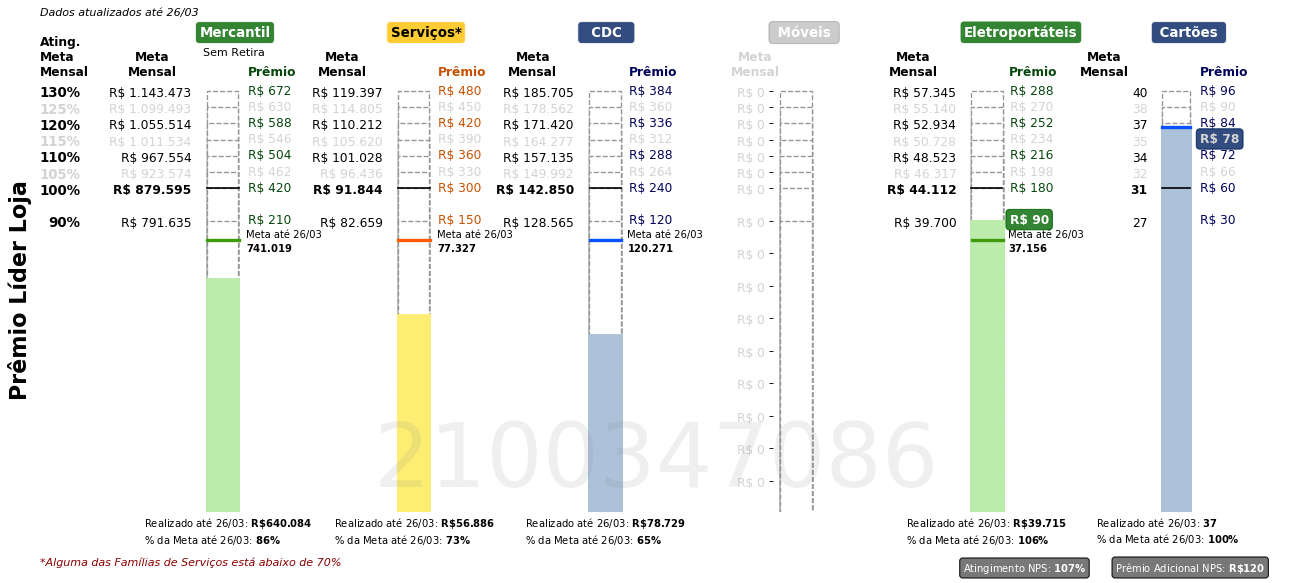 Dados atualizados até 26/03
Mercantil Serviços* CDC Móveis Eletroportáteis Cartões
Sem Retira
Ating. Meta Mensal Meta Mensal Prêmio Meta Mensal Prêmio Meta Mensal Prêmio Meta Mensal Meta Mensal Prêmio Meta Mensal Prêmio
130% R$ 1.143.473 R$ 672 R$ 119.397 R$ 480 R$ 185.705 R$ 384 R$ 0 R$ 57.345 R$ 288 40 R$ 96
125% R$ 1.099.493 R$ 630 R$ 114.805 R$ 450 R$ 178.562 R$ 360 R$ 0 R$ 55.140 R$ 270 38 R$ 90
120% R$ 1.055.514 R$ 588 R$ 110.212 R$ 420 R$ 171.420 R$ 336 R$ 0 R$ 52.934 R$ 252 37 R$ 84
115% R$ 1.011.534 R$ 546 R$ 105.620 R$ 390 R$ 164.277 R$ 312 R$ 0 R$ 50.728 R$ 234 35 R$ 78
110% R$ 967.554 R$ 504 R$ 101.028 R$ 360 R$ 157.135 R$ 288 R$ 0 R$ 48.523 R$ 216 34 R$ 72
105% R$ 923.574 R$ 462 R$ 96.436 R$ 330 R$ 149.992 R$ 264 R$ 0 R$ 46.317 R$ 198 32 R$ 66
100% R$ 879.595 R$ 420 R$ 91.844 R$ 300 R$ 142.850 R$ 240 R$ 0 R$ 44.112 R$ 180 31 R$ 60
90% R$ 791.635 R$ 210 R$ 82.659 R$ 150 R$ 128.565 R$ 120 R$ 0 R$ 39.700 R$ 90 27 R$ 30
Meta até 26/03 Meta até 26/03 Meta até 26/03 Meta até 26/03
741.019 77.327 120.271 37.156
R$ 0
R$ 0
R$ 0
R$ 0
R$ 0
R$ 0
R$ 0
R$ 0
Prêmio Líder Loja
2100347086
Realizado até 26/03: R$640.084 Realizado até 26/03: R$56.886 Realizado até 26/03: R$78.729 Realizado até 26/03: R$39.715 Realizado até 26/03: 37
% da Meta até 26/03: 86% % da Meta até 26/03: 73% % da Meta até 26/03: 65% % da Meta até 26/03: 106% % da Meta até 26/03: 100%
*Alguma das Famílias de Serviços está abaixo de 70% Atingimento NPS: 107% Prêmio Adicional NPS: R$120